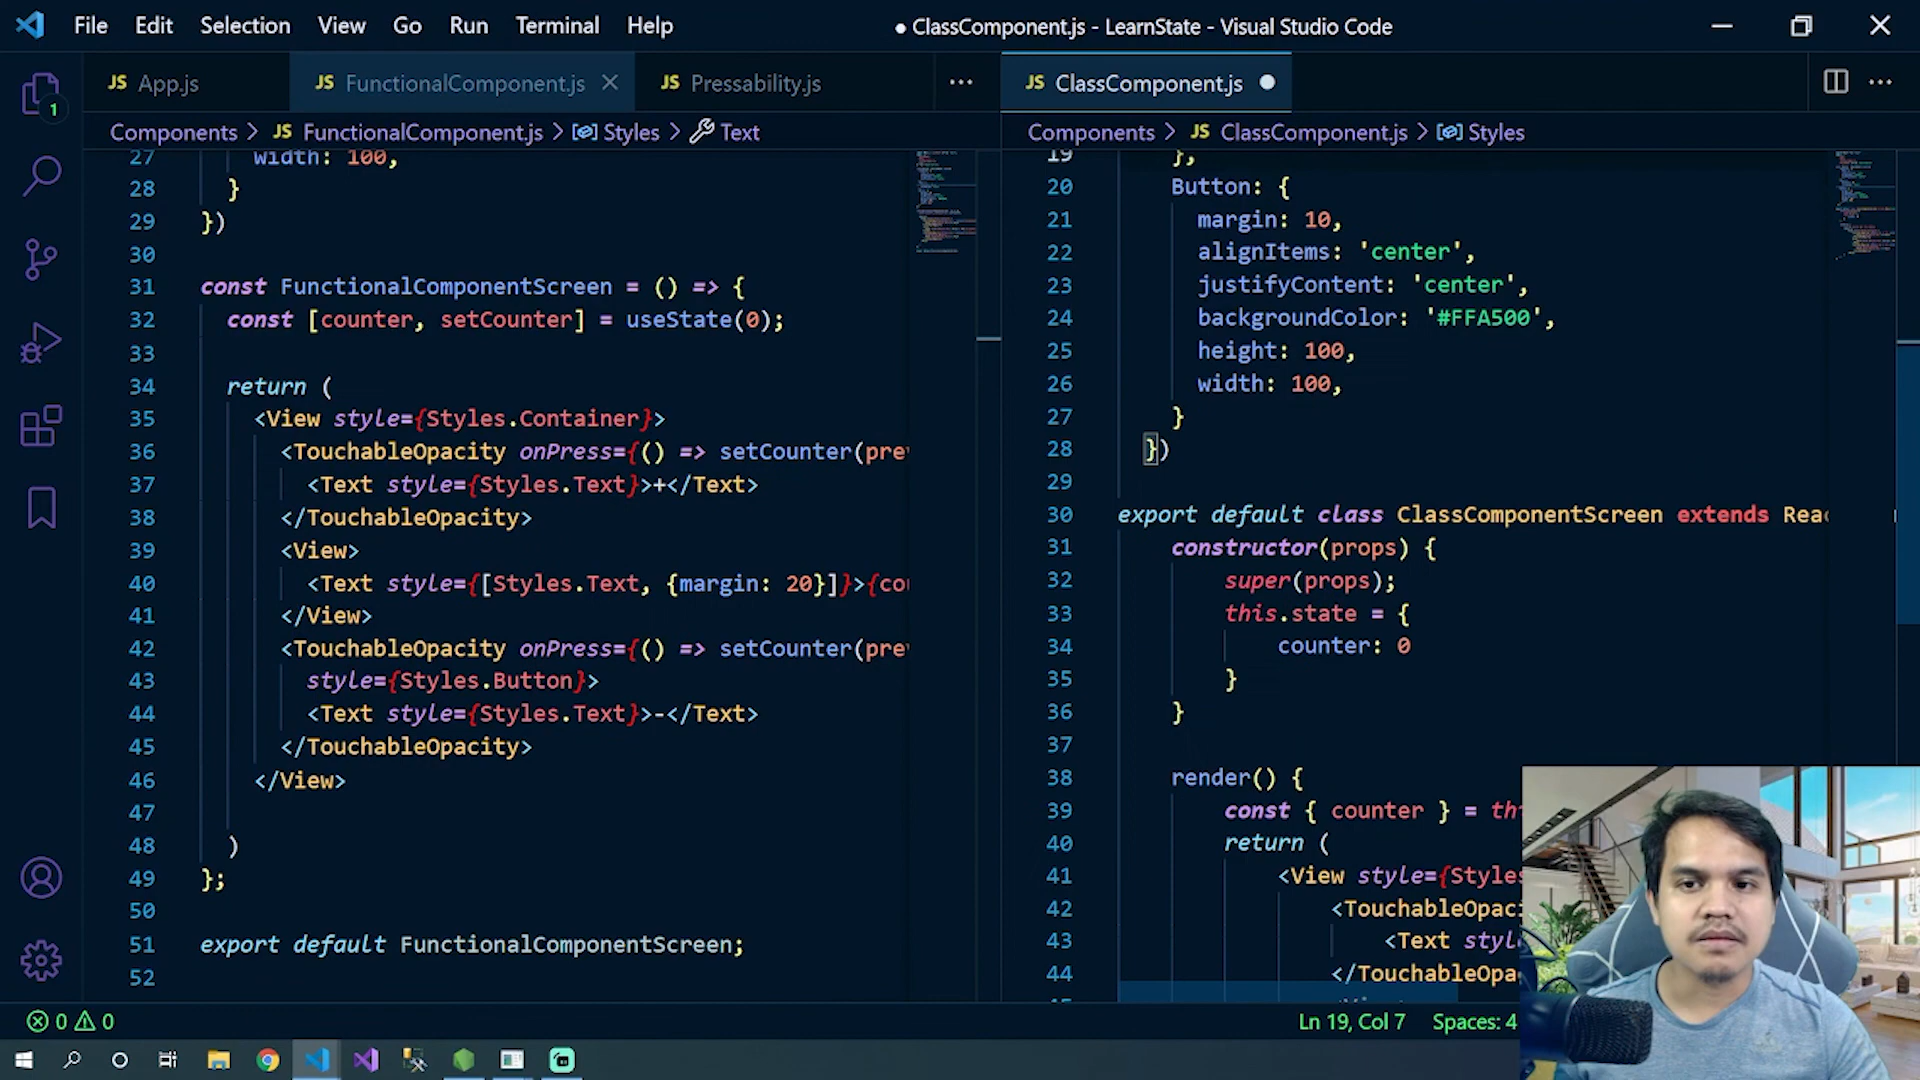 File Edit Selection View Go Run Terminal Help
● ClassComponent.js - LearnState - Visual Studio Code
1
JS App.js
JS FunctionalComponent.js
JS Pressability.js
Components > JS FunctionalComponent.js > Styles > Text
27 width: 100,
28 }
29 })
30
31 const FunctionalComponentScreen = () => {
32 const [counter, setCounter] = useState(0);
33
34 return (
35 <View style={Styles.Container}>
36 <TouchableOpacity onPress={() => setCounter(prev
37 <Text style={Styles.Text}>+</Text>
38 </TouchableOpacity>
39 <View>
40 <Text style={[Styles.Text, {margin: 20}]}>{cou
41 </View>
42 <TouchableOpacity onPress={() => setCounter(prev
43 style={Styles.Button}>
44 <Text style={Styles.Text}>-</Text>
45 </TouchableOpacity>
46 </View>
47
48 )
49 };
50
51 export default FunctionalComponentScreen;
52
JS ClassComponent.js ●
Components > JS ClassComponent.js > Styles
19 },
20 Button: {
21 margin: 10,
22 alignItems: 'center',
23 justifyContent: 'center',
24 backgroundColor: '#FFA500',
25 height: 100,
26 width: 100,
27 }
28 })
29
30 export default class ClassComponentScreen extends Reac
31 constructor(props) {
32 super(props);
33 this.state = {
34 counter: 0
35 }
36 }
37
38 render() {
39 const { counter } = th
40 return (
41 <View style={Styles
42 <TouchableOpaci
43 <Text styl
44 </TouchableOpa
0 0
Ln 19, Col 7 Spaces: 4